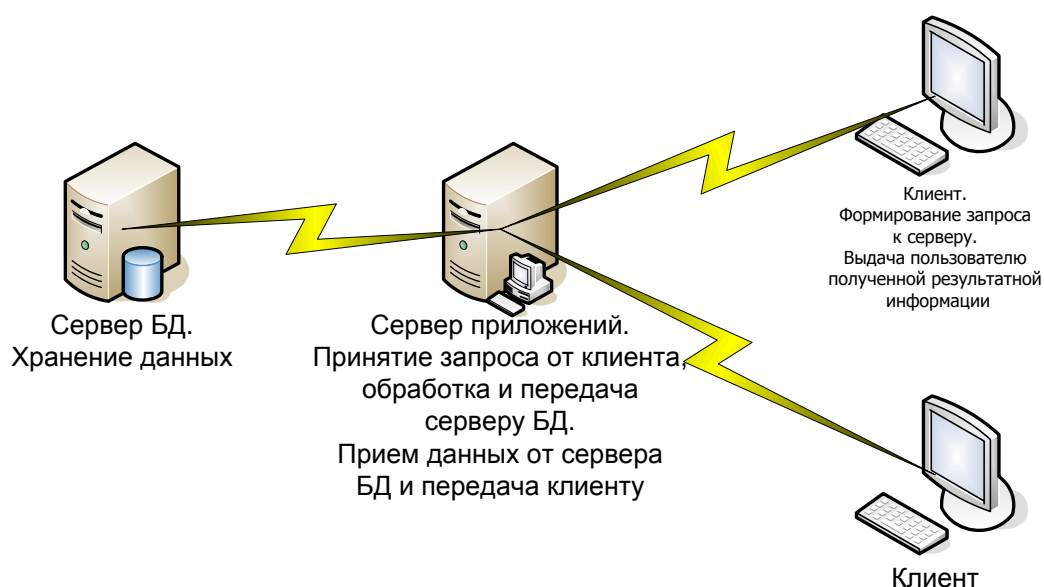 Сервер БД.
Хранение данных
Сервер приложений.
Принятие запроса от клиента,
обработка и передача
серверу БД.
Прием данных от сервера
БД и передача клиенту
Клиент.
Формирование запроса
к серверу.
Выдача пользователю
полученной результатной
информации
Клиент